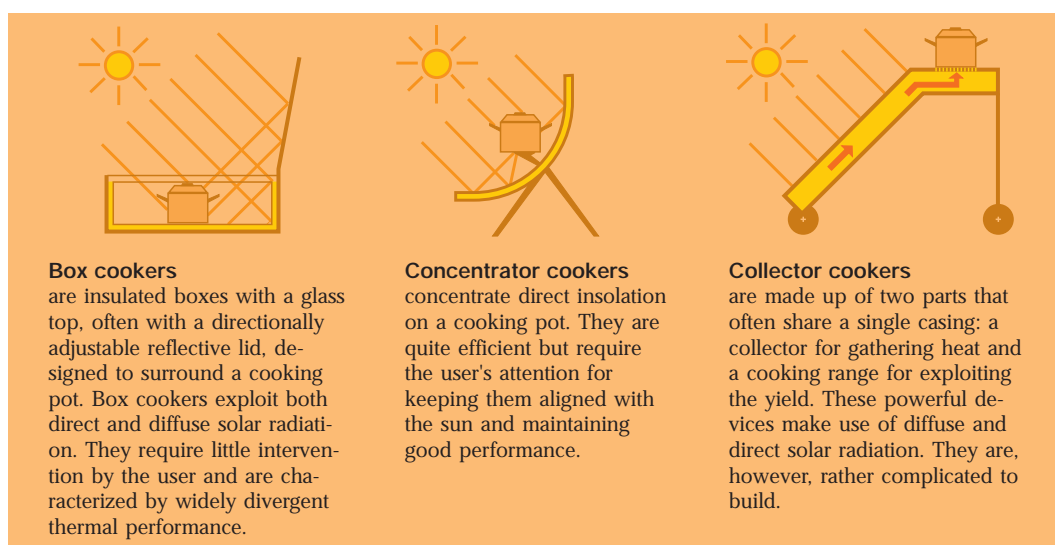 Box cookers
are insulated boxes with a glass
top, often with a directionally
adjustable reflective lid, de-
signed to surround a cooking
pot. Box cookers exploit both
direct and diffuse solar radiati-
on. They require little interven-
tion by the user and are cha-
racterized by widely divergent
thermal performance.
Concentrator cookers
concentrate direct insolation
on a cooking pot. They are
quite efficient but require
the user's attention for
keeping them aligned with
the sun and maintaining
good performance.
Collector cookers
are made up of two parts that
often share a single casing: a
collector for gathering heat and
a cooking range for exploiting
the yield. These powerful de-
vices make use of diffuse and
direct solar radiation. They are,
however, rather complicated to
build.